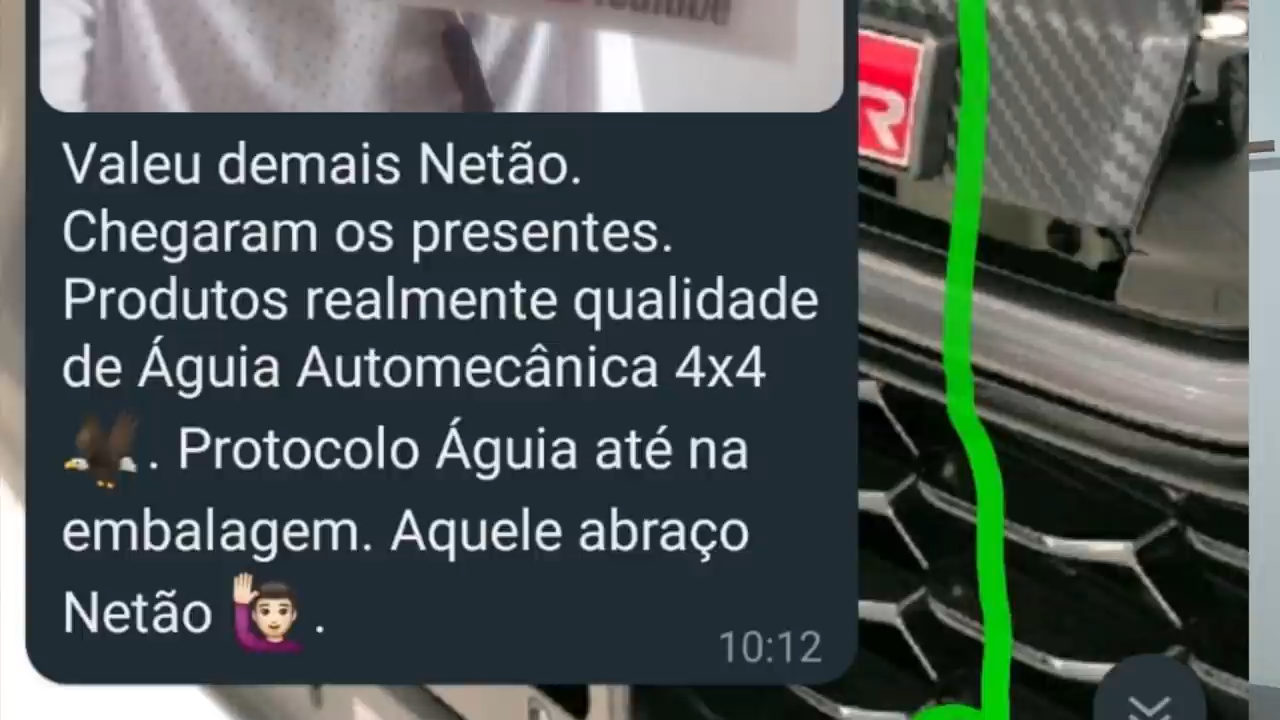 Valeu demais Netão.
Chegaram os presentes.
Produtos realmente qualidade
de Águia Automecânica 4x4
🦅. Protocolo Águia até na
embalagem. Aquele abraço
Netão 🙋🏻‍♂️.
10:12
R